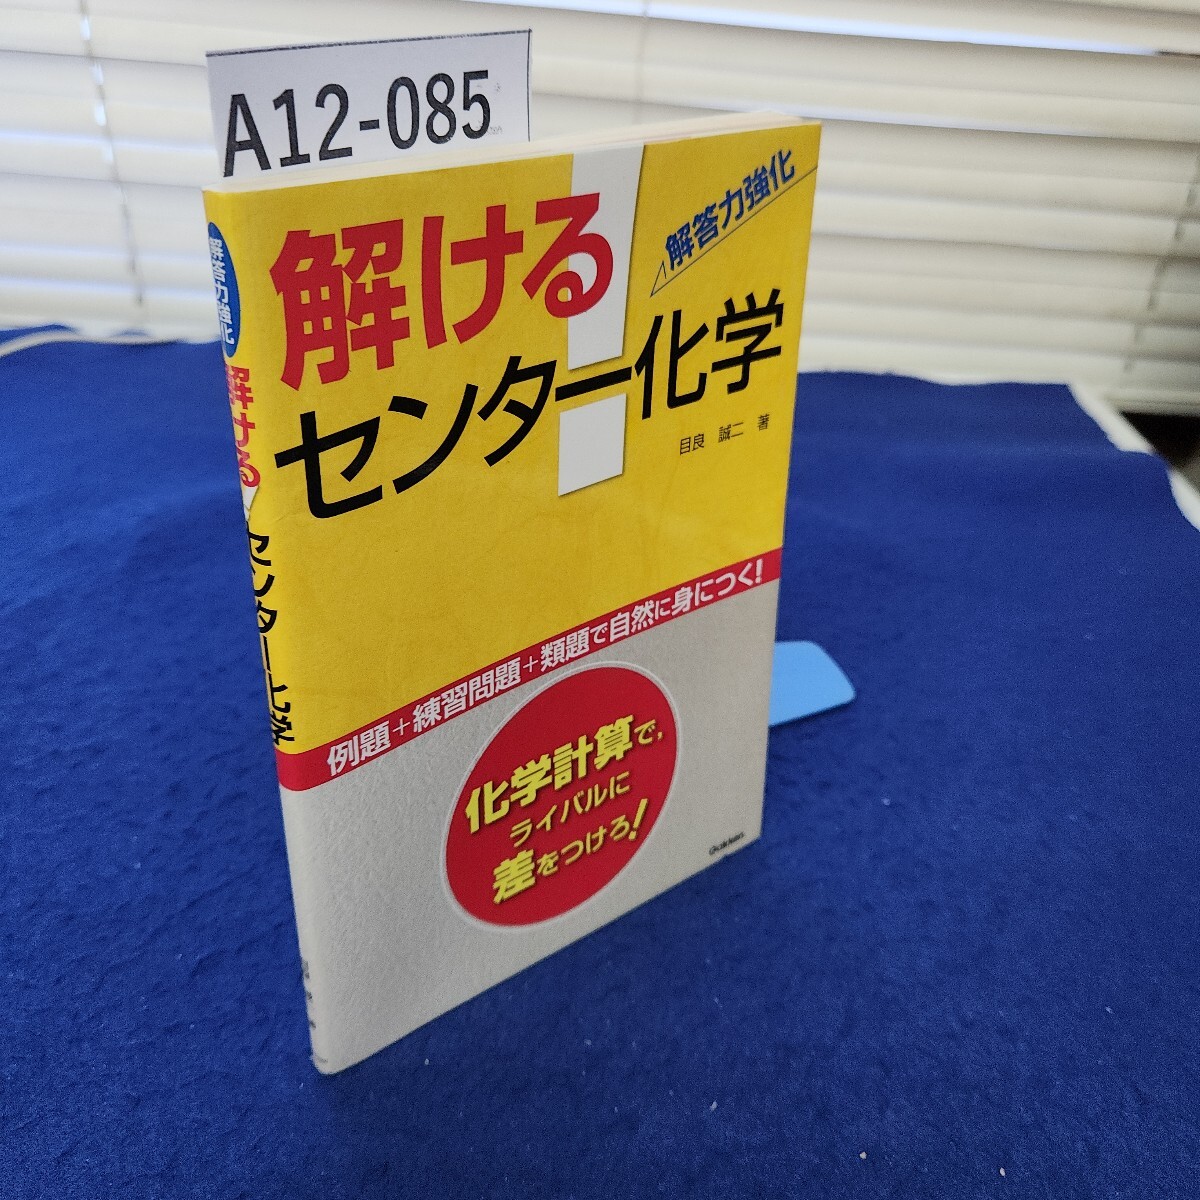 A12-085
解答力強化
解ける
センター化学
目良 誠二 著
例題+練習問題+類題で自然に身につく!
化学計算で,
ライバルに
差をつけろ!
Gakken
解答力強化
解ける
センター化学